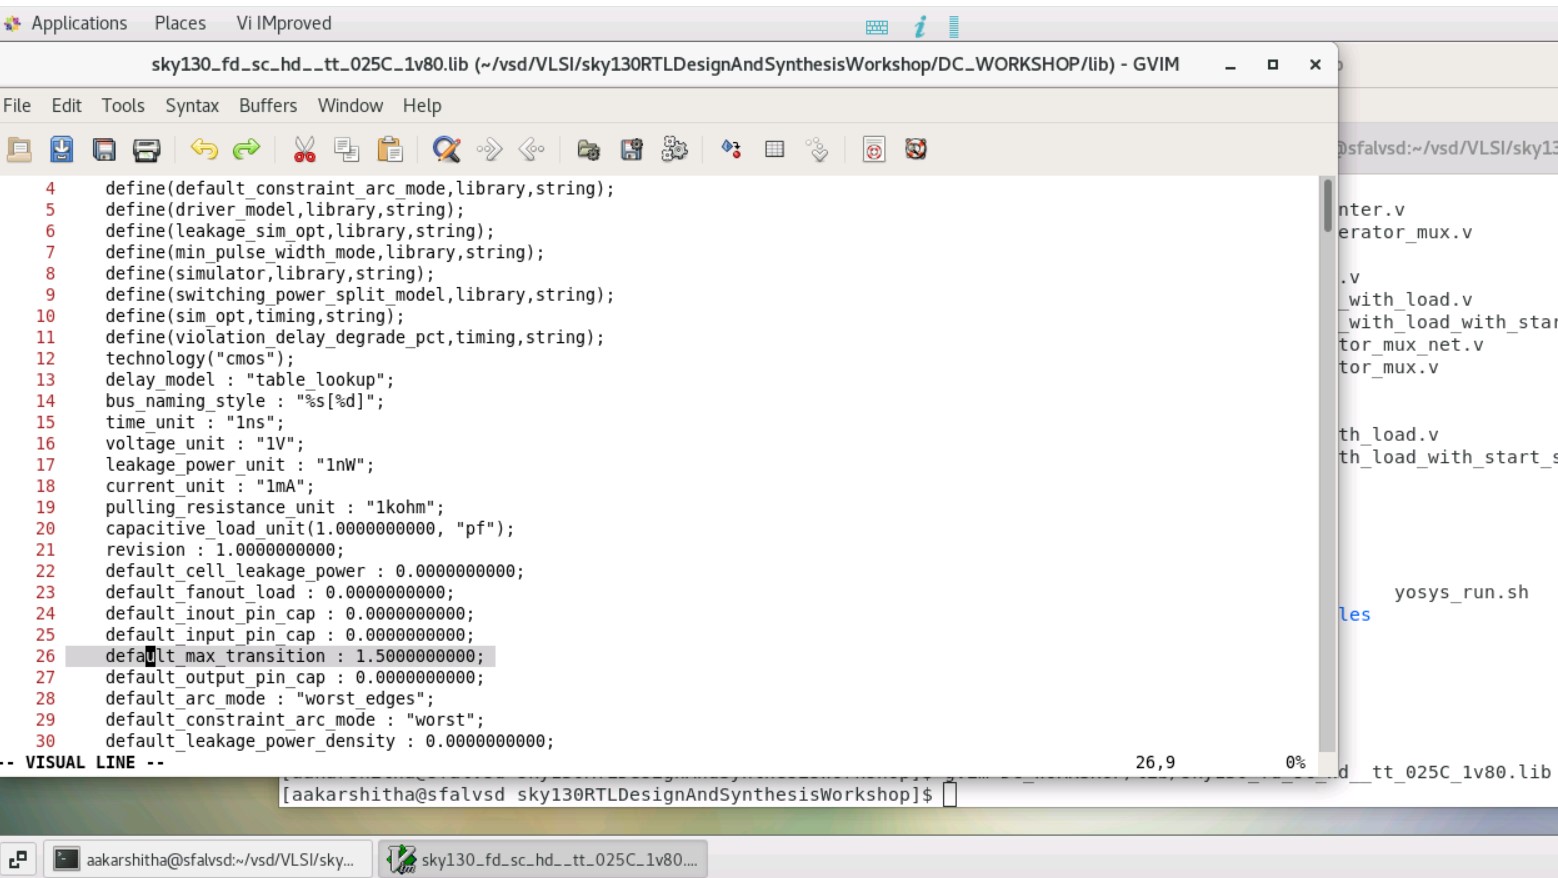 Applications Places Vi IMproved
sky130_fd_sc_hd__tt_025C_1v80.lib (~/vsd/VLSI/sky130RTLDesignAndSynthesisWorkshop/DC_WORKSHOP/lib) - GVIM
File Edit Tools Syntax Buffers Window Help
@sfalvsd:~/vsd/VLSI/sky13
4 define(default_constraint_arc_mode,library,string);
5 define(driver_model,library,string);
6 define(leakage_sim_opt,library,string);
7 define(min_pulse_width_mode,library,string);
8 define(simulator,library,string);
9 define(switching_power_split_model,library,string);
10 define(sim_opt,timing,string);
11 define(violation_delay_degrade_pct,timing,string);
12 technology("cmos");
13 delay_model : "table_lookup";
14 bus_naming_style : "%s[%d]";
15 time_unit : "1ns";
16 voltage_unit : "1V";
17 leakage_power_unit : "1nW";
18 current_unit : "1mA";
19 pulling_resistance_unit : "1kohm";
20 capacitive_load_unit(1.0000000000, "pf");
21 revision : 1.0000000000;
22 default_cell_leakage_power : 0.0000000000;
23 default_fanout_load : 0.0000000000;
24 default_inout_pin_cap : 0.0000000000;
25 default_input_pin_cap : 0.0000000000;
26 default_max_transition : 1.5000000000;
27 default_output_pin_cap : 0.0000000000;
28 default_arc_mode : "worst_edges";
29 default_constraint_arc_mode : "worst";
30 default_leakage_power_density : 0.0000000000;
-- VISUAL LINE -- 26,9 0%
nter.v
erator_mux.v
.v
_with_load.v
_with_load_with_star
tor_mux_net.v
tor_mux.v
th_load.v
th_load_with_start_s
yosys_run.sh
les
__tt_025C_1v80.lib
[aakarshitha@sfalvsd sky130RTLDesignAndSynthesisWorkshop]$
aakarshitha@sfalvsd:~/vsd/VLSI/sky... sky130_fd_sc_hd__tt_025C_1v80....